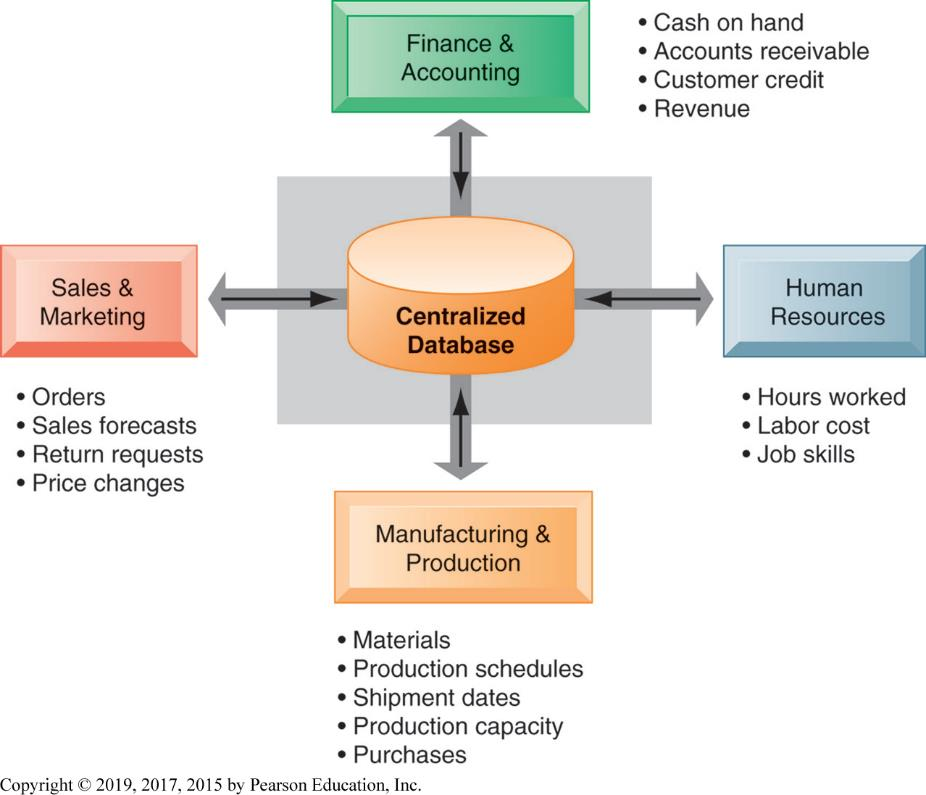 Finance &
Accounting
• Cash on hand
• Accounts receivable
• Customer credit
• Revenue
Sales &
Marketing
• Orders
• Sales forecasts
• Return requests
• Price changes
Centralized
Database
Human
Resources
• Hours worked
• Labor cost
• Job skills
Manufacturing &
Production
• Materials
• Production schedules
• Shipment dates
• Production capacity
• Purchases
Copyright © 2019, 2017, 2015 by Pearson Education, Inc.